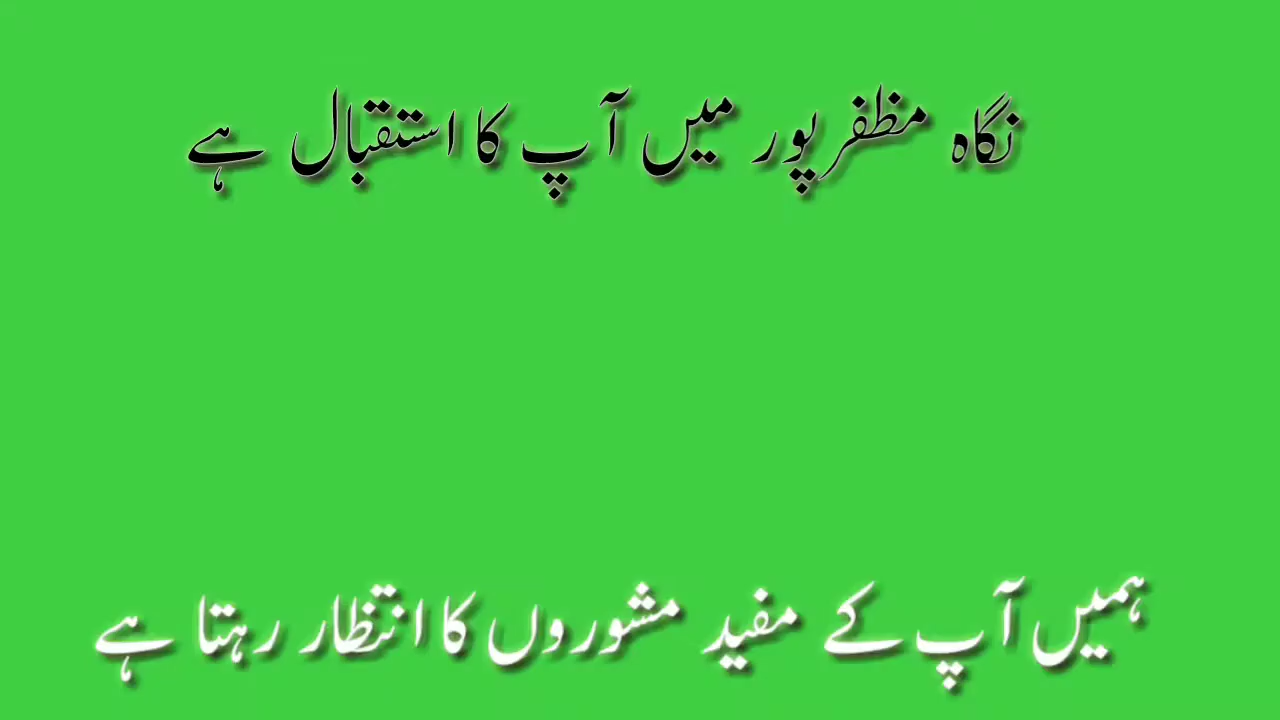 نگاہ مظفرپور میں آپ کا استقبال ہے
ہمیں آپ کے مفید مشوروں کا انتظار رہتا ہے